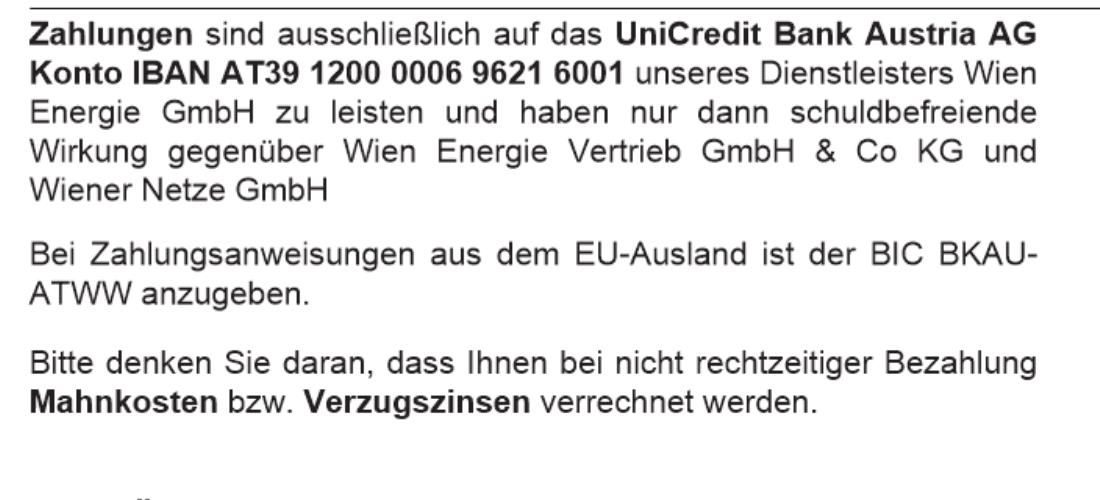 Zahlungen sind ausschließlich auf das UniCredit Bank Austria AG
Konto IBAN AT39 1200 0006 9621 6001 unseres Dienstleisters Wien
Energie GmbH zu leisten und haben nur dann schuldbefreiende
Wirkung gegenüber Wien Energie Vertrieb GmbH & Co KG und
Wiener Netze GmbH
Bei Zahlungsanweisungen aus dem EU-Ausland ist der BIC BKAU-
ATWW anzugeben.
Bitte denken Sie daran, dass Ihnen bei nicht rechtzeitiger Bezahlung
Mahnkosten bzw. Verzugszinsen verrechnet werden.